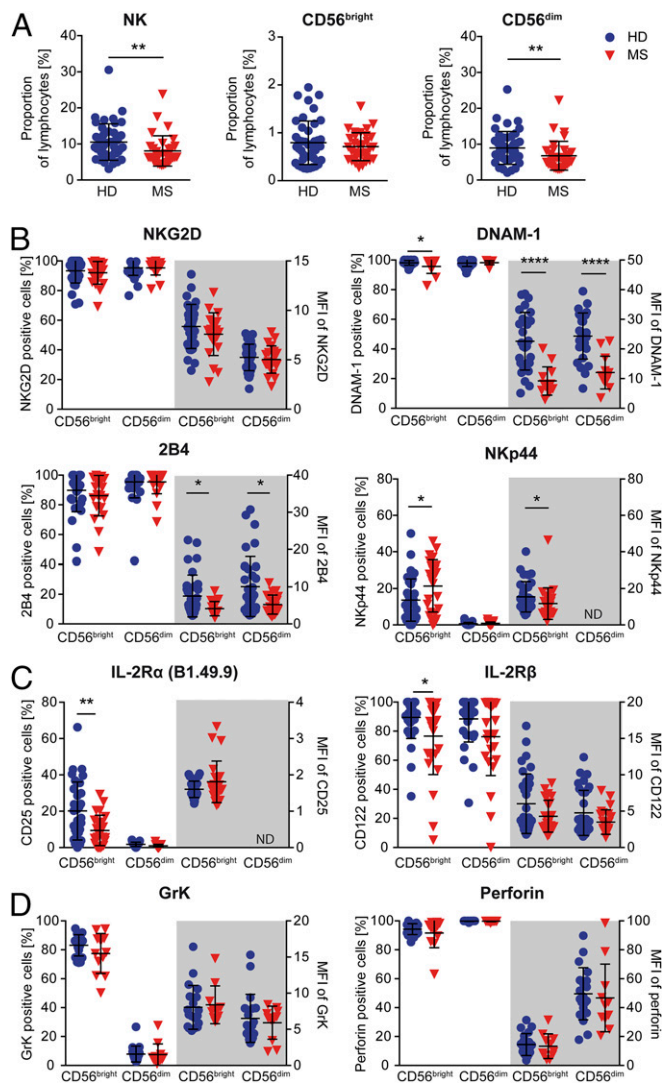 A
NK
CD56bright
CD56dim
HD
MS
Proportion of lymphocytes [%]
40
30
20
10
0
**
HD
MS
Proportion of lymphocytes [%]
3
2
1
0
HD
MS
Proportion of lymphocytes [%]
40
30
20
10
0
**
HD
MS
B
NKG2D
NKG2D positive cells [%]
100
80
60
40
20
0
15
10
5
0
MFI of NKG2D
CD56bright
CD56dim
CD56bright
CD56dim
DNAM-1
DNAM-1 positive cells [%]
100
80
60
40
20
0
*
****
****
50
40
30
20
10
0
MFI of DNAM-1
CD56bright
CD56dim
CD56bright
CD56dim
2B4
2B4 positive cells [%]
100
80
60
40
20
0
*
*
40
30
20
10
0
MFI of 2B4
CD56bright
CD56dim
CD56bright
CD56dim
NKp44
NKp44 positive cells [%]
80
60
40
20
0
*
*
ND
80
60
40
20
0
MFI of NKp44
CD56bright
CD56dim
CD56bright
CD56dim
C
IL-2Rα (B1.49.9)
CD25 positive cells [%]
80
60
40
20
0
**
ND
4
3
2
1
0
MFI of CD25
CD56bright
CD56dim
CD56bright
CD56dim
IL-2Rβ
CD122 positive cells [%]
100
80
60
40
20
0
*
20
15
10
5
0
MFI of CD122
CD56bright
CD56dim
CD56bright
CD56dim
D
GrK
GrK positive cells [%]
100
80
60
40
20
0
20
15
10
5
0
MFI of GrK
CD56bright
CD56dim
CD56bright
CD56dim
Perforin
Perforin positive cells [%]
100
80
60
40
20
0
100
80
60
40
20
0
MFI of perforin
CD56bright
CD56dim
CD56bright
CD56dim